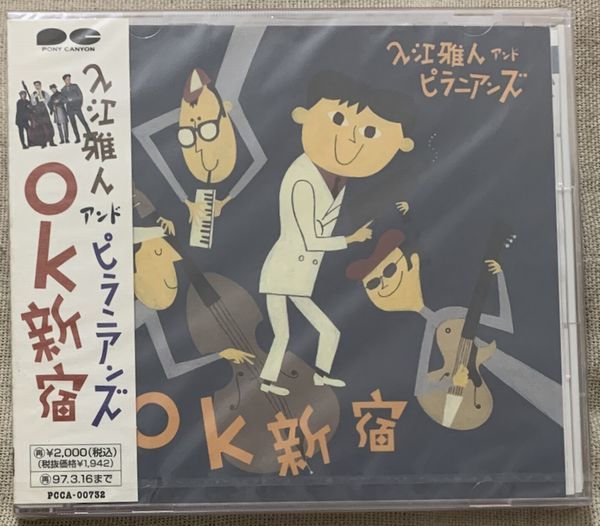 PONY CANYON
入江雅人
アンド
ピラニアンズ
OK新宿
再¥2,000(税込)
(税抜価格¥1,942)
再97.3.16まで
PCCA-00732
入江雅人アンド
ピラニアンズ
OK新宿